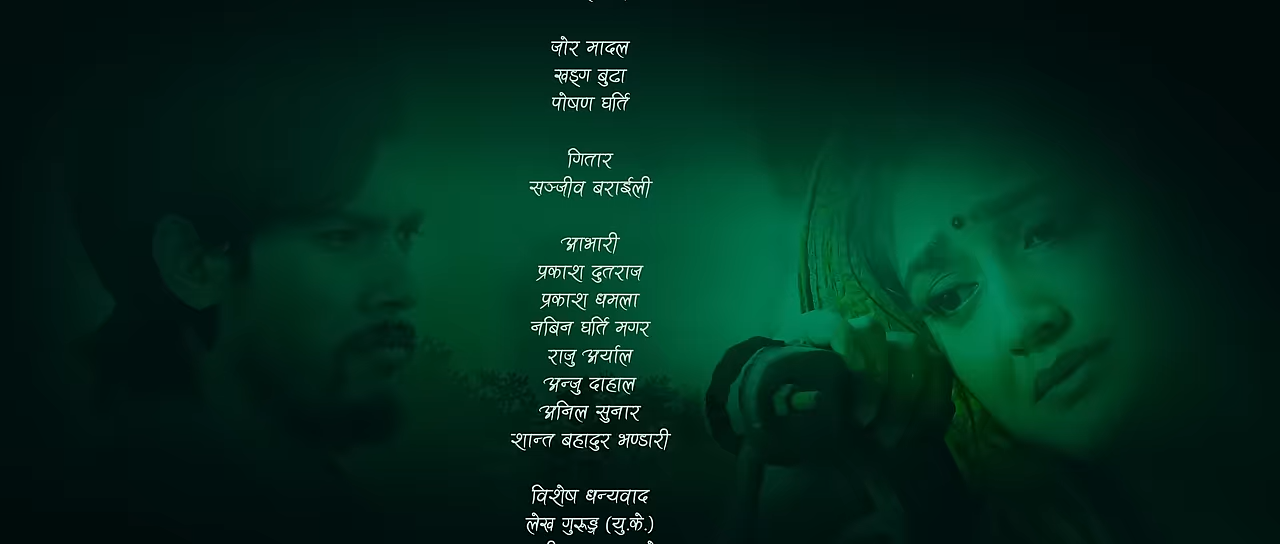 जोर मादल
खड्ग बुढा
पोषण घर्ति
गितार
सञ्जीव बराईली
आभारी
प्रकाश दुतराज
प्रकाश धमला
नबिन घर्ति मगर
राजु अर्याल
अन्जु दाहाल
अनिल सुनार
शान्त बहादुर भण्डारी
विशेष धन्यवाद
लेख गुरूङ्ग (यु.के.)